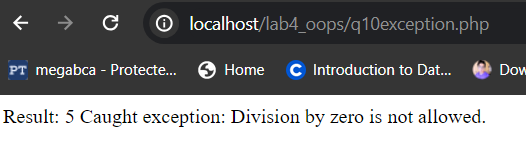 localhost/lab4_oops/q10exception.php
PT megabca - Protecte... Home C Introduction to Dat... Dow
Result: 5 Caught exception: Division by zero is not allowed.